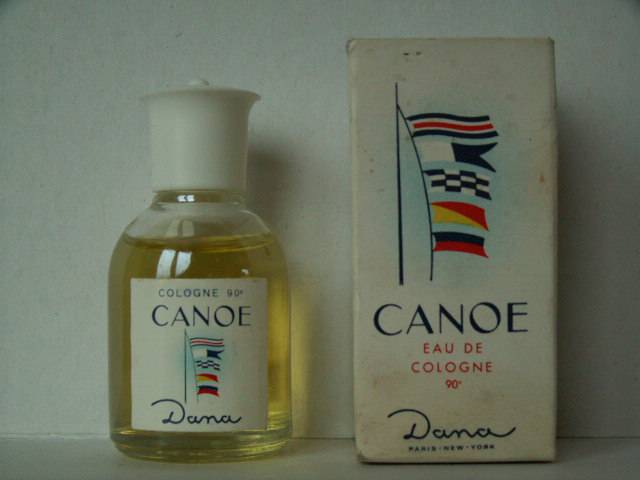 COLOGNE 90°
CANOE
Dana
CANOE
EAU DE
COLOGNE
90°
Dana
PARIS-NEW-YORK